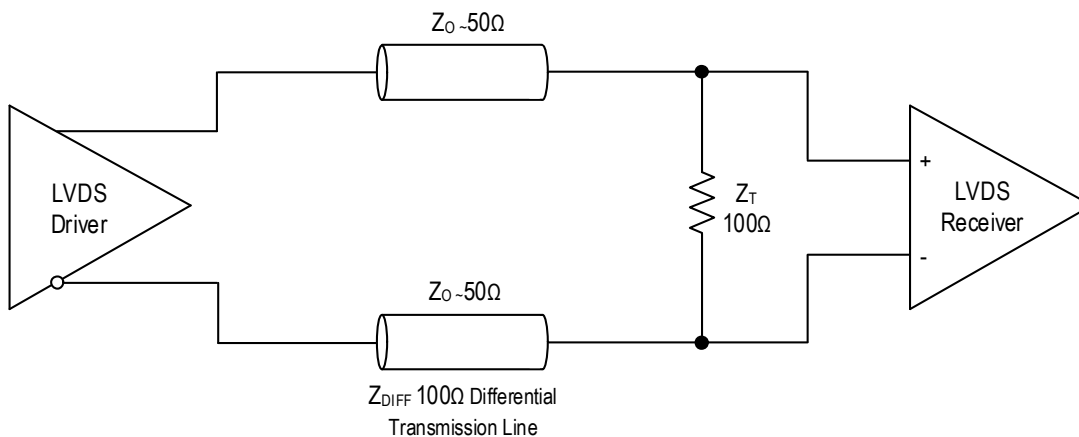 Z_O ~50Ω
LVDS
Driver
Z_T
100Ω
+
-
LVDS
Receiver
Z_O ~50Ω
Z_DIFF 100Ω Differential
Transmission Line